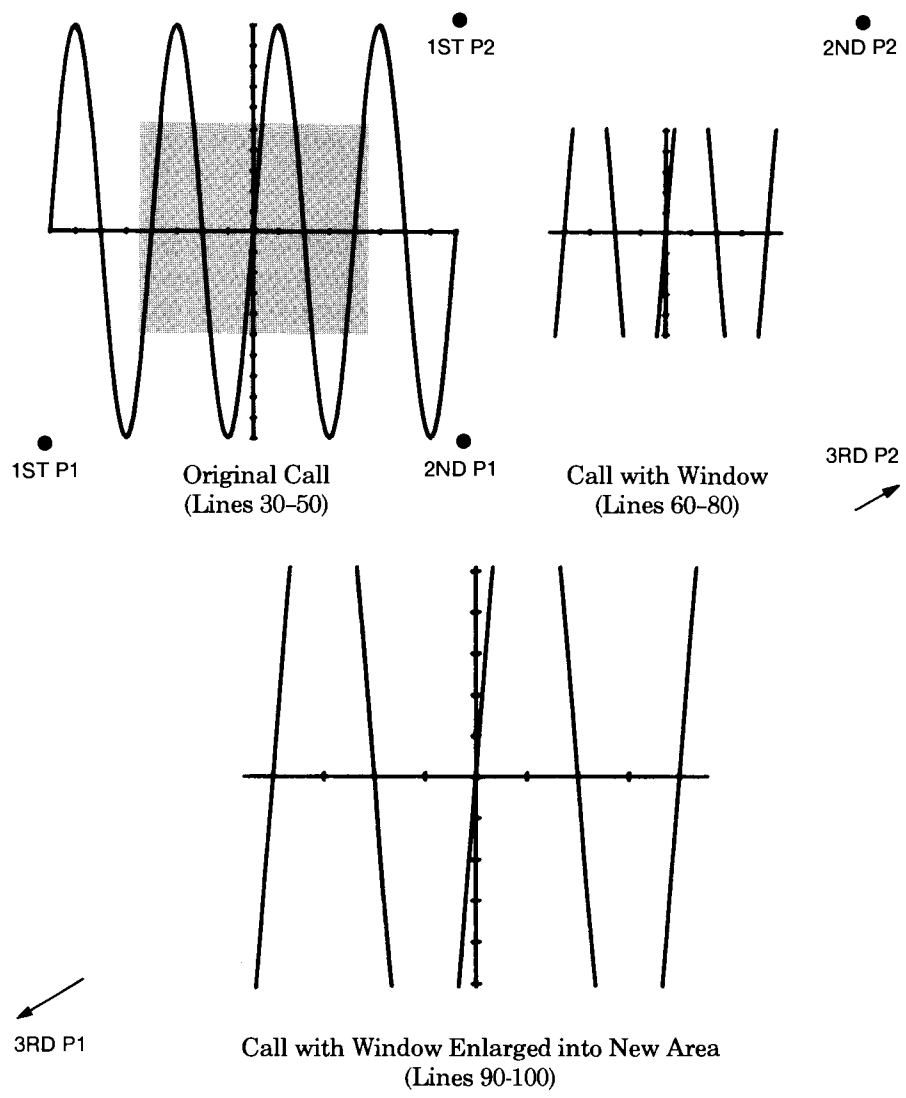 1ST P2
2ND P2
1ST P1
Original Call
(Lines 30–50)
2ND P1
Call with Window
(Lines 60–80)
3RD P2
3RD P1
Call with Window Enlarged into New Area
(Lines 90-100)